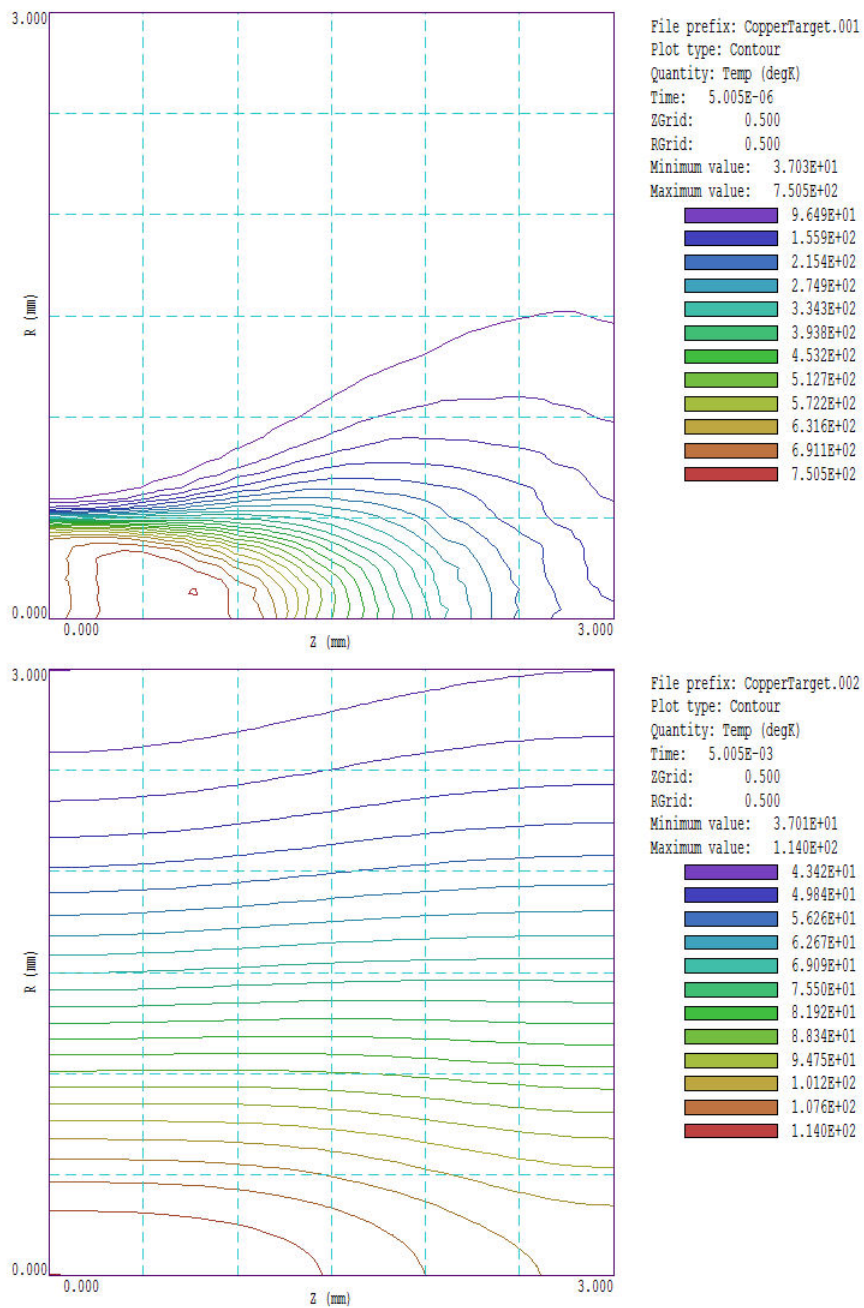 3.000
R (mm)
0.000
0.000
Z (mm)
3.000
File prefix: CopperTarget.001
Plot type: Contour
Quantity: Temp (degK)
Time: 5.005E-06
ZGrid: 0.500
RGrid: 0.500
Minimum value: 3.703E+01
Maximum value: 7.505E+02
9.649E+01
1.559E+02
2.154E+02
2.749E+02
3.343E+02
3.938E+02
4.532E+02
5.127E+02
5.722E+02
6.316E+02
6.911E+02
7.505E+02
3.000
R (mm)
0.000
0.000
Z (mm)
3.000
File prefix: CopperTarget.002
Plot type: Contour
Quantity: Temp (degK)
Time: 5.005E-03
ZGrid: 0.500
RGrid: 0.500
Minimum value: 3.701E+01
Maximum value: 1.140E+02
4.342E+01
4.984E+01
5.626E+01
6.267E+01
6.909E+01
7.550E+01
8.192E+01
8.834E+01
9.475E+01
1.012E+02
1.076E+02
1.140E+02